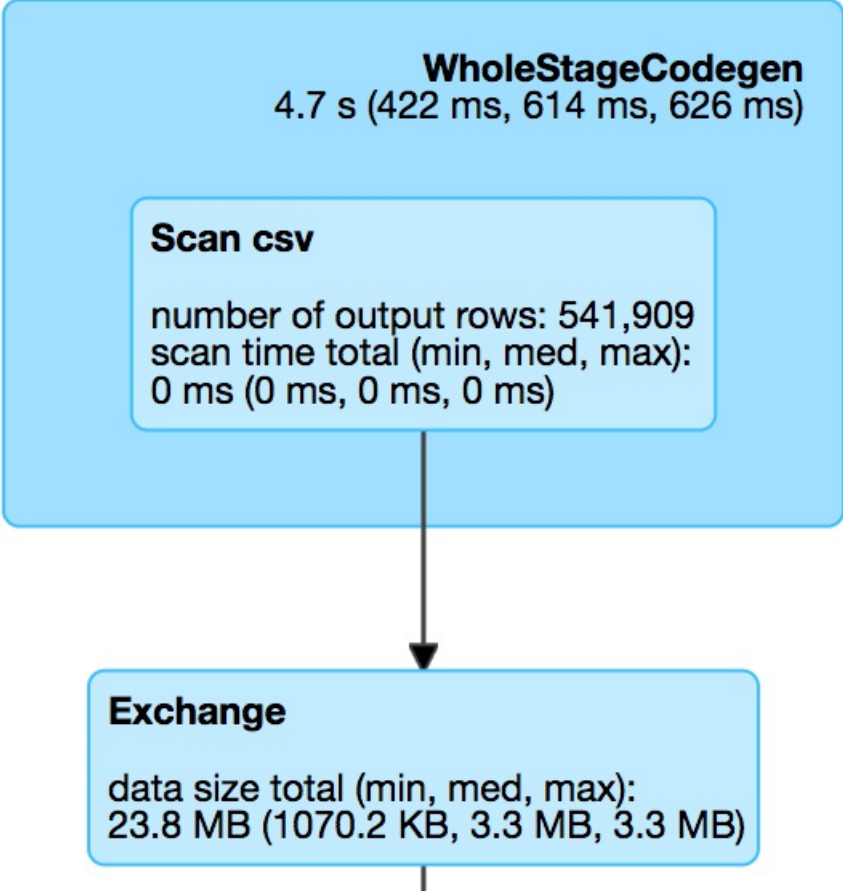 WholeStageCodegen
4.7 s (422 ms, 614 ms, 626 ms)
Scan csv
number of output rows: 541,909
scan time total (min, med, max):
0 ms (0 ms, 0 ms, 0 ms)
Exchange
data size total (min, med, max):
23.8 MB (1070.2 KB, 3.3 MB, 3.3 MB)